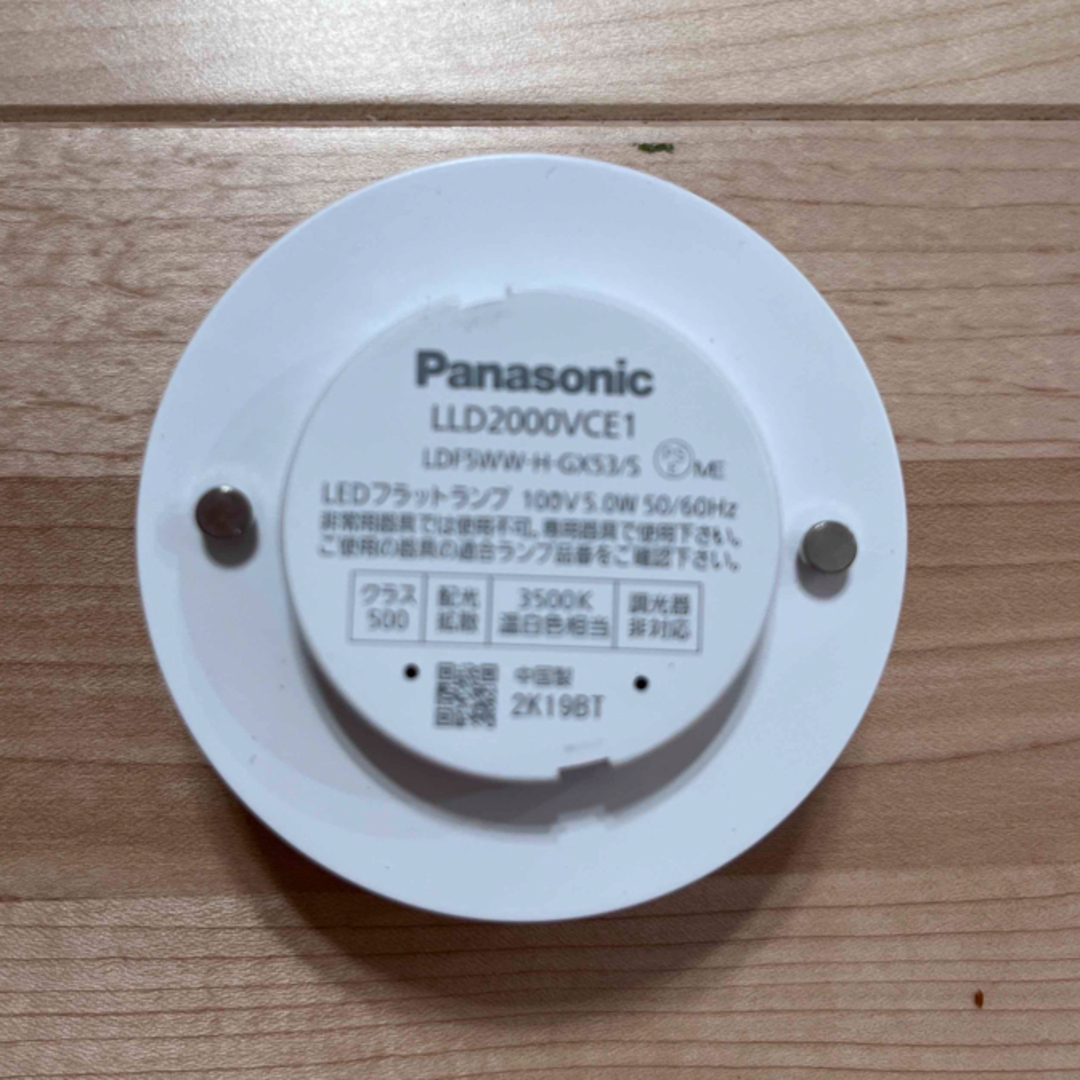 Panasonic
LLD2000VCE1
LDF5WW-H-GX53/S PS E ME
LEDフラットランプ 100V 5.0W 50/60Hz
非常用器具では使用不可。専用器具で使用下さい。
ご使用の器具の適合ランプ品番をご確認下さい。
クラス 配光 3500K 調光器
500 拡散 温白色相当 非対応
中国製
2K19BT